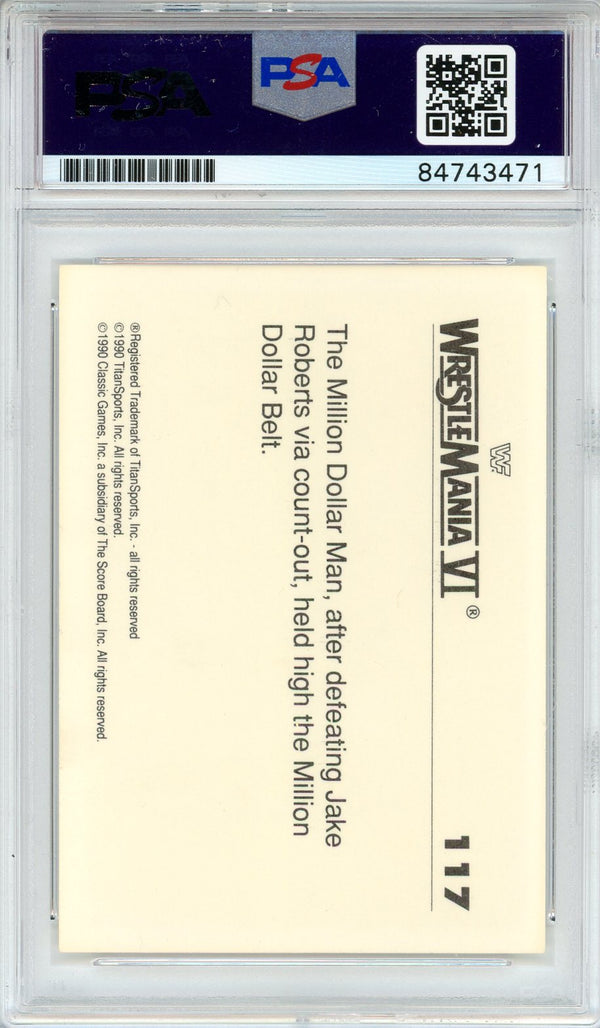 PSA
PSA
84743471
WF
WRESTLEMANIA VI®
117
The Million Dollar Man, after defeating Jake
Roberts via count-out, held high the Million
Dollar Belt.
®Registered Trademark of TitanSports, Inc. - all rights reserved
©1990 TitanSports, Inc. All rights reserved.
©1990 Classic Games, Inc. a subsidiary of The Score Board, Inc. All rights reserved.